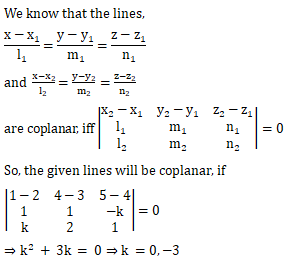 We know that the lines,
x − x₁ / l₁ = y − y₁ / m₁ = z − z₁ / n₁
and x−x₂ / l₂ = y−y₂ / m₂ = z−z₂ / n₂
are coplanar, iff |x₂ − x₁ y₂ − y₁ z₂ − z₁|
|l₁ m₁ n₁| = 0
|l₂ m₂ n₂|
So, the given lines will be coplanar, if
|1 − 2 4 − 3 5 − 4|
|1 1 −k| = 0
|k 2 1|
⇒ k² + 3k = 0 ⇒ k = 0, −3